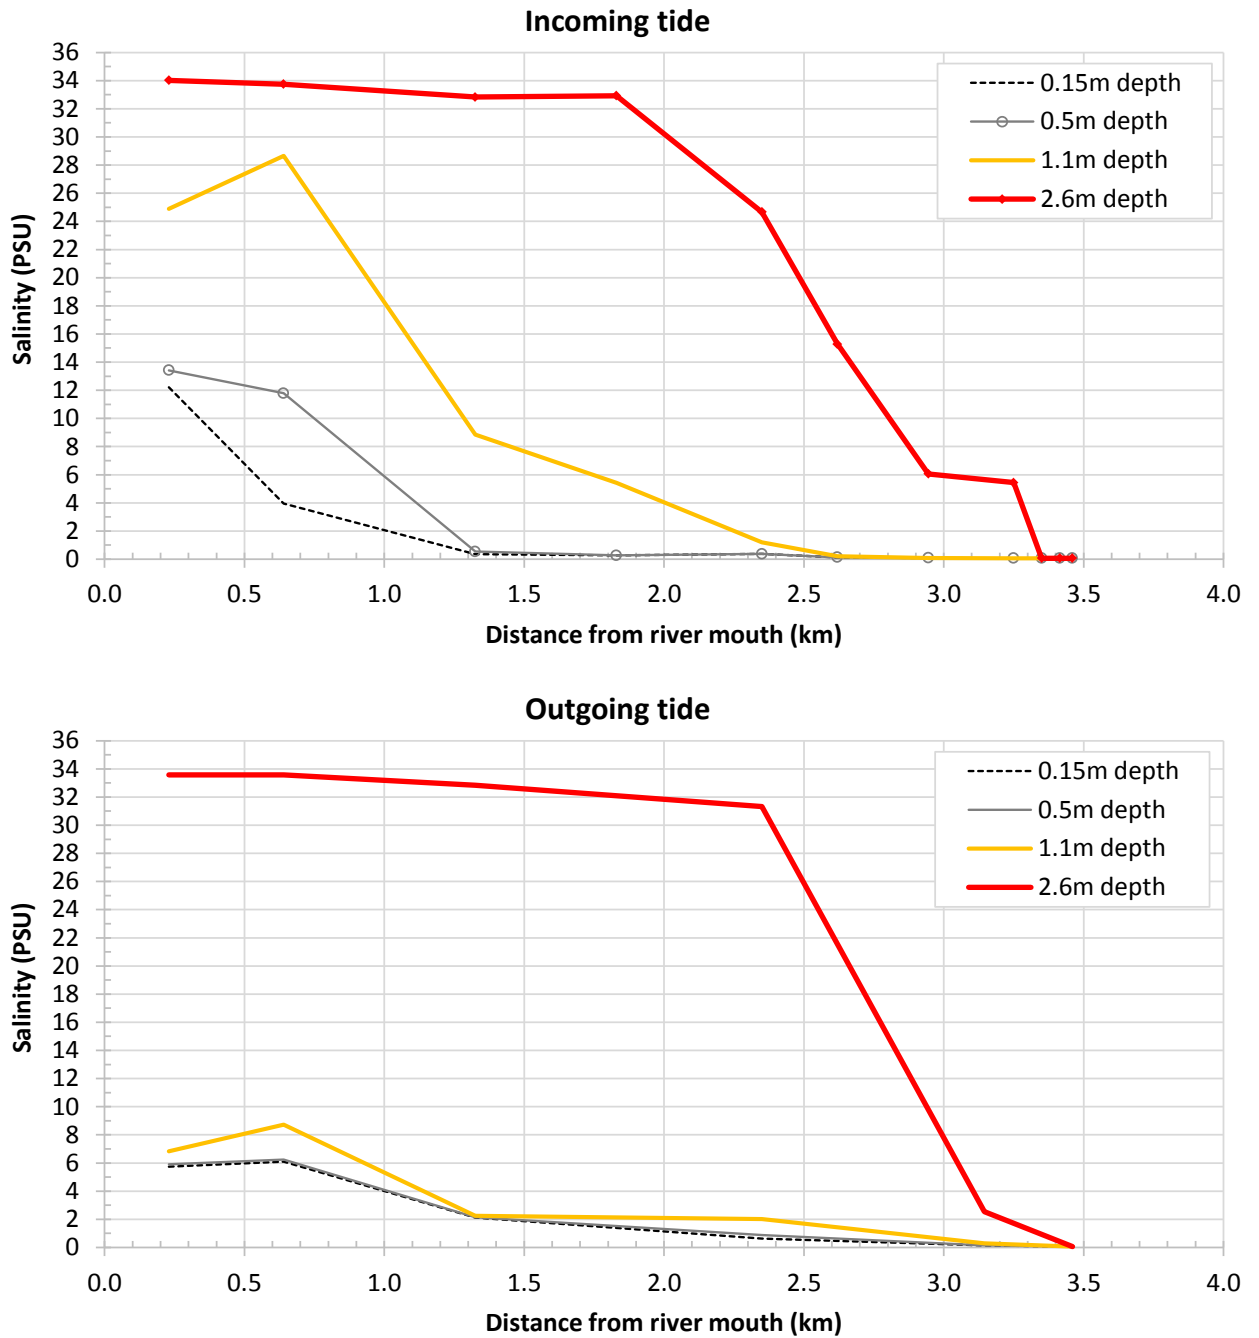 Incoming tide
36
34
32
30
28
26
24
22
20
18
16
14
12
10
8
6
4
2
0
Salinity (PSU)
0.15m depth
0.5m depth
1.1m depth
2.6m depth
0.0 0.5 1.0 1.5 2.0 2.5 3.0 3.5 4.0
Distance from river mouth (km)
Outgoing tide
36
34
32
30
28
26
24
22
20
18
16
14
12
10
8
6
4
2
0
Salinity (PSU)
0.15m depth
0.5m depth
1.1m depth
2.6m depth
0.0 0.5 1.0 1.5 2.0 2.5 3.0 3.5 4.0
Distance from river mouth (km)